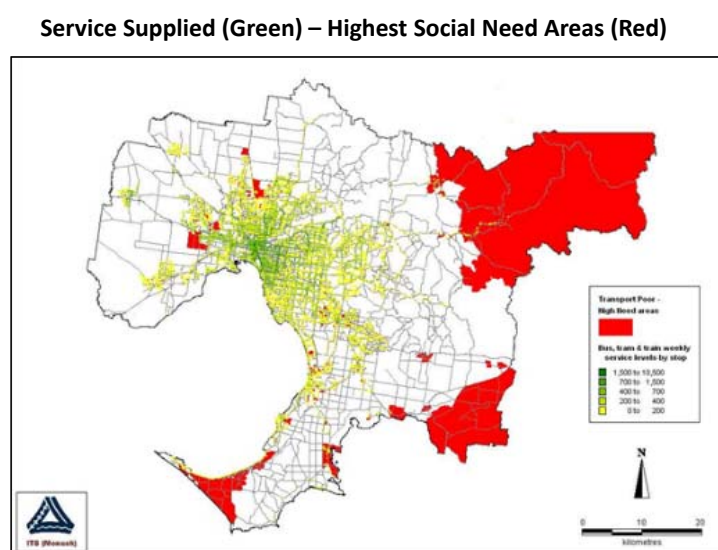 Service Supplied (Green) – Highest Social Need Areas (Red)
Transport Poor -
High Need areas
Bus, tram & train weekly
service levels by stop
1,500 to 10,500
700 to 1,500
400 to 700
200 to 400
0 to 200
N
0 10 20
kilometres
ITS (Monash)